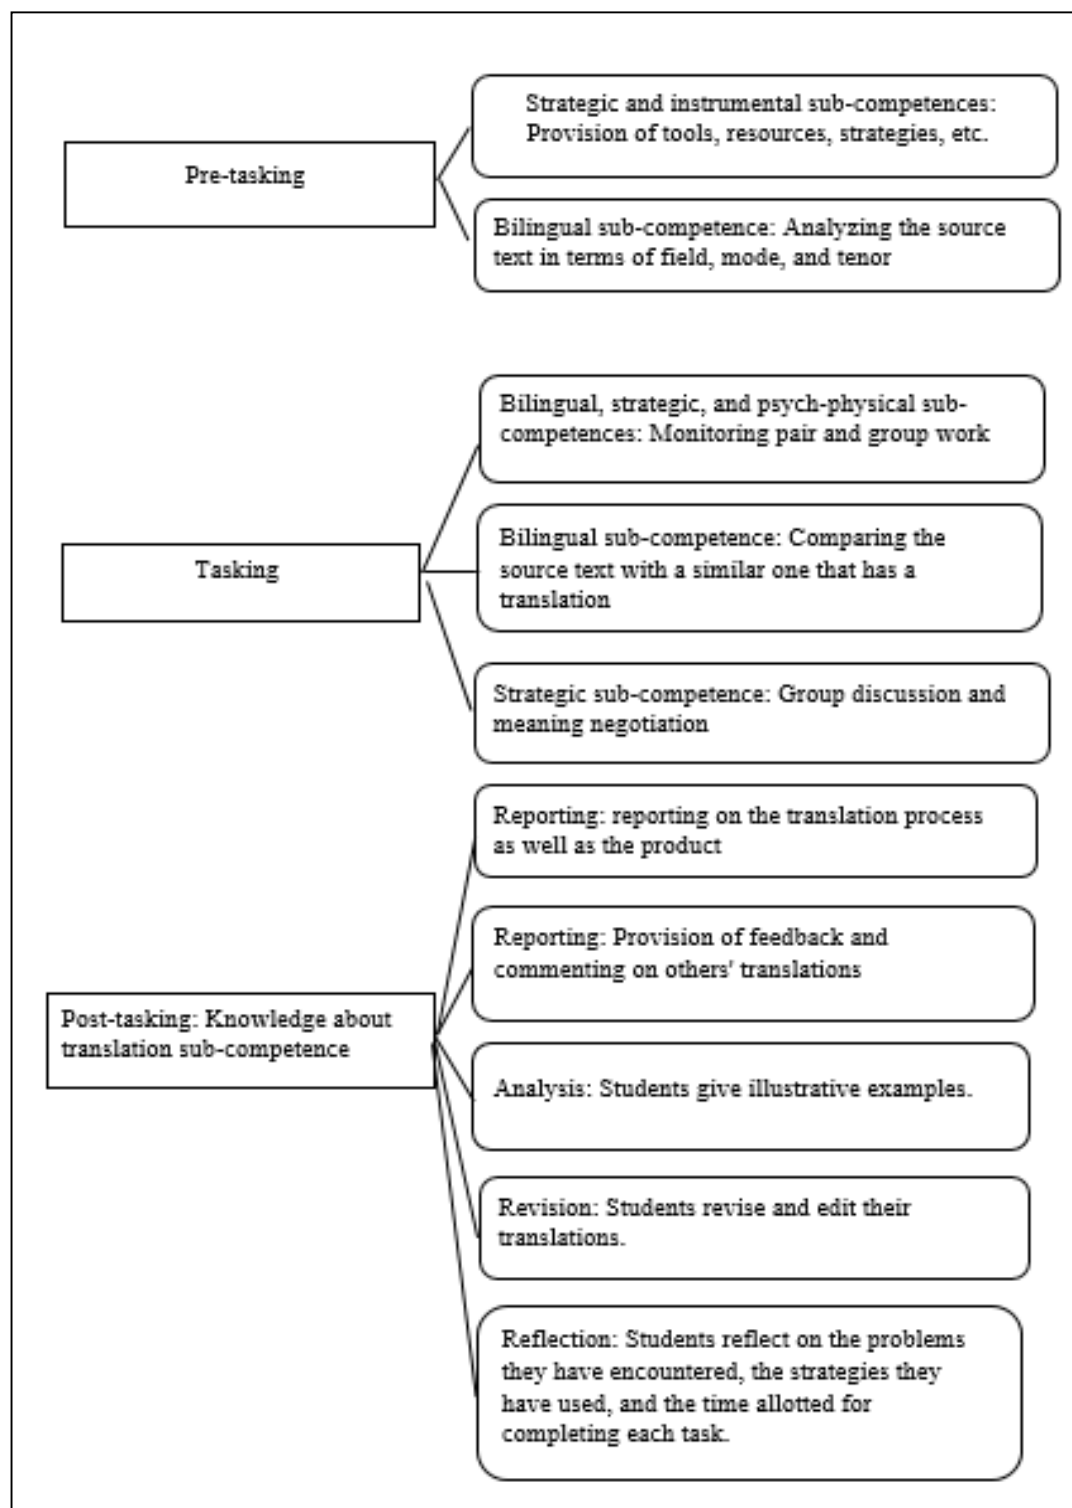 Pre-tasking
Strategic and instrumental sub-competences:
Provision of tools, resources, strategies, etc.
Bilingual sub-competence: Analyzing the source
text in terms of field, mode, and tenor
Tasking
Bilingual, strategic, and psych-physical sub-
competences: Monitoring pair and group work
Bilingual sub-competence: Comparing the
source text with a similar one that has a
translation
Strategic sub-competence: Group discussion and
meaning negotiation
Post-tasking: Knowledge about
translation sub-competence
Reporting: reporting on the translation process
as well as the product
Reporting: Provision of feedback and
commenting on others' translations
Analysis: Students give illustrative examples.
Revision: Students revise and edit their
translations.
Reflection: Students reflect on the problems
they have encountered, the strategies they
have used, and the time allotted for
completing each task.